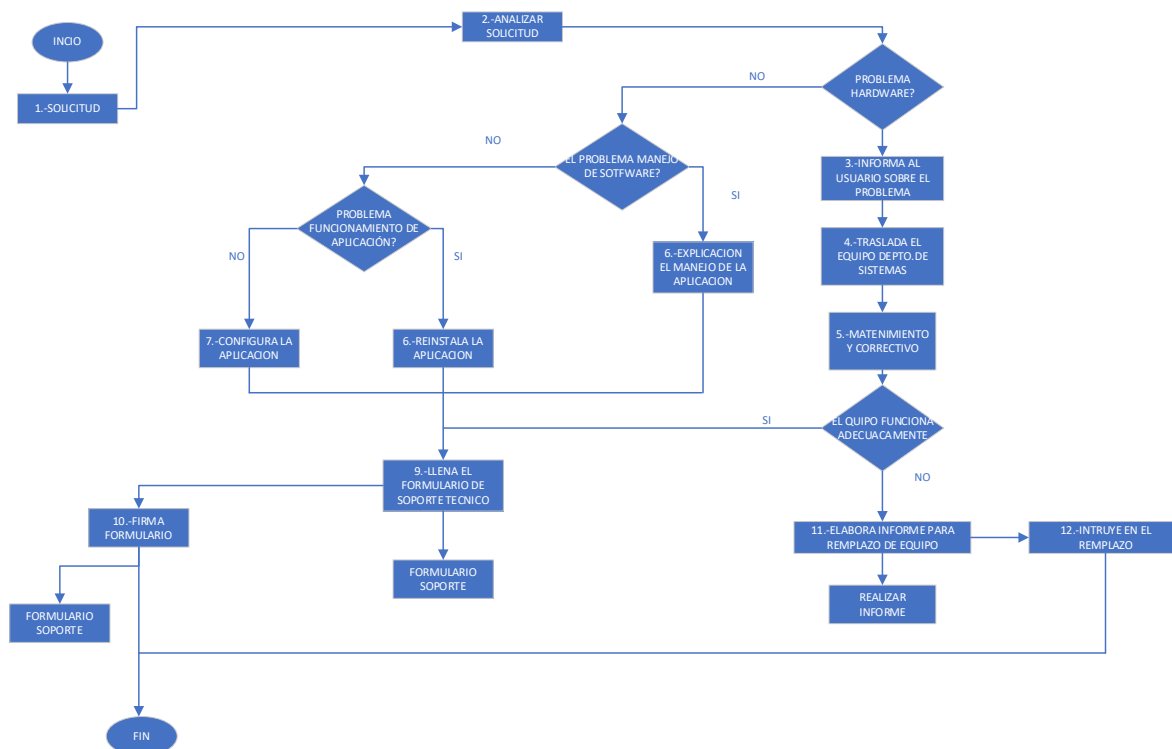 INCIO
1.-SOLICITUD
2.-ANALIZAR
SOLICITUD
PROBLEMA
HARDWARE?
NO
EL PROBLEMA MANEJO
DE SOTFWARE?
NO
SI
PROBLEMA
FUNCIONAMIENTO DE
APLICACIÓN?
NO
SI
3.-INFORMA AL
USUARIO SOBRE EL
PROBLEMA
4.-TRASLADA EL
EQUIPO DEPTO. DE
SISTEMAS
6.-EXPLICACION
EL MANEJO DE LA
APLICACION
7.-CONFIGURA LA
APLICACION
6.-REINSTALA LA
APLICACION
5.-MATENIMIENTO
Y CORRECTIVO
SI
EL QUIPO FUNCIONA
ADECUACAMENTE
NO
9.-LLENA EL
FORMULARIO DE
SOPORTE TECNICO
10.-FIRMA
FORMULARIO
11.-ELABORA INFORME PARA
REMPLAZO DE EQUIPO
12.-INTRUYE EN EL
REMPLAZO
FORMULARIO
SOPORTE
FORMULARIO
SOPORTE
REALIZAR
INFORME
FIN